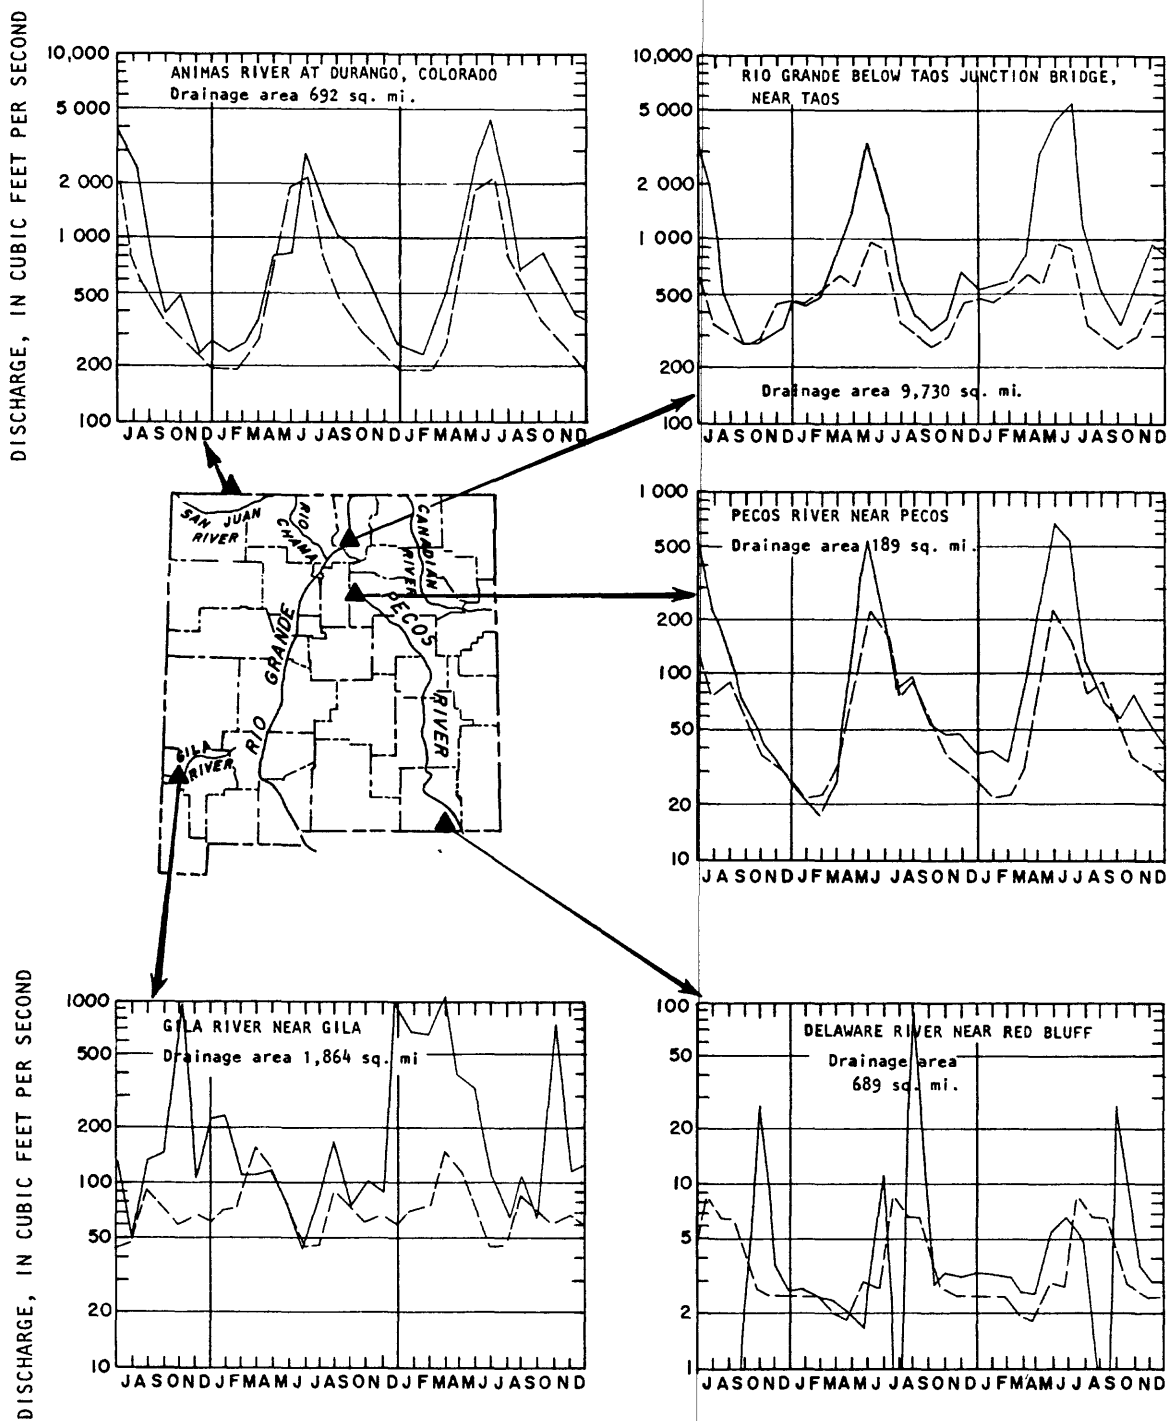 DISCHARGE, IN CUBIC FEET PER SECOND
10,000
5 000
2 000
1 000
500
200
100
ANIMAS RIVER AT DURANGO, COLORADO
Drainage area 692 sq. mi.
J A S O N D J F M A M J J A S O N D J F M A M J J A S O N D
10,000
5,000
2 000
1 000
500
200
100
RIO GRANDE BELOW TAOS JUNCTION BRIDGE,
NEAR TAOS
Drainage area 9,730 sq. mi.
J A S O N D J F M A M J J A S O N D J F M A M J J A S O N D
SAN JUAN
RIVER
RIO
CHAMA
CANADIAN
RIVER
PECOS
RIVER
RIO
GRANDE
GILA
RIVER
1 000
500
200
100
50
20
10
PECOS RIVER NEAR PECOS
Drainage area 189 sq. mi.
J A S O N D J F M A M J J A S O N D J F M A M J J A S O N D
DISCHARGE, IN CUBIC FEET PER SECOND
1000
500
200
100
50
20
10
GILA RIVER NEAR GILA
Drainage area 1,864 sq. mi
J A S O N D J F M A M J J A S O N D J F M A M J J A S O N D
100
50
20
10
5
2
1
DELAWARE RIVER NEAR RED BLUFF
Drainage area
689 sq. mi.
J A S O N D J F M A M J J A S O N D J F M A M J J A S O N D